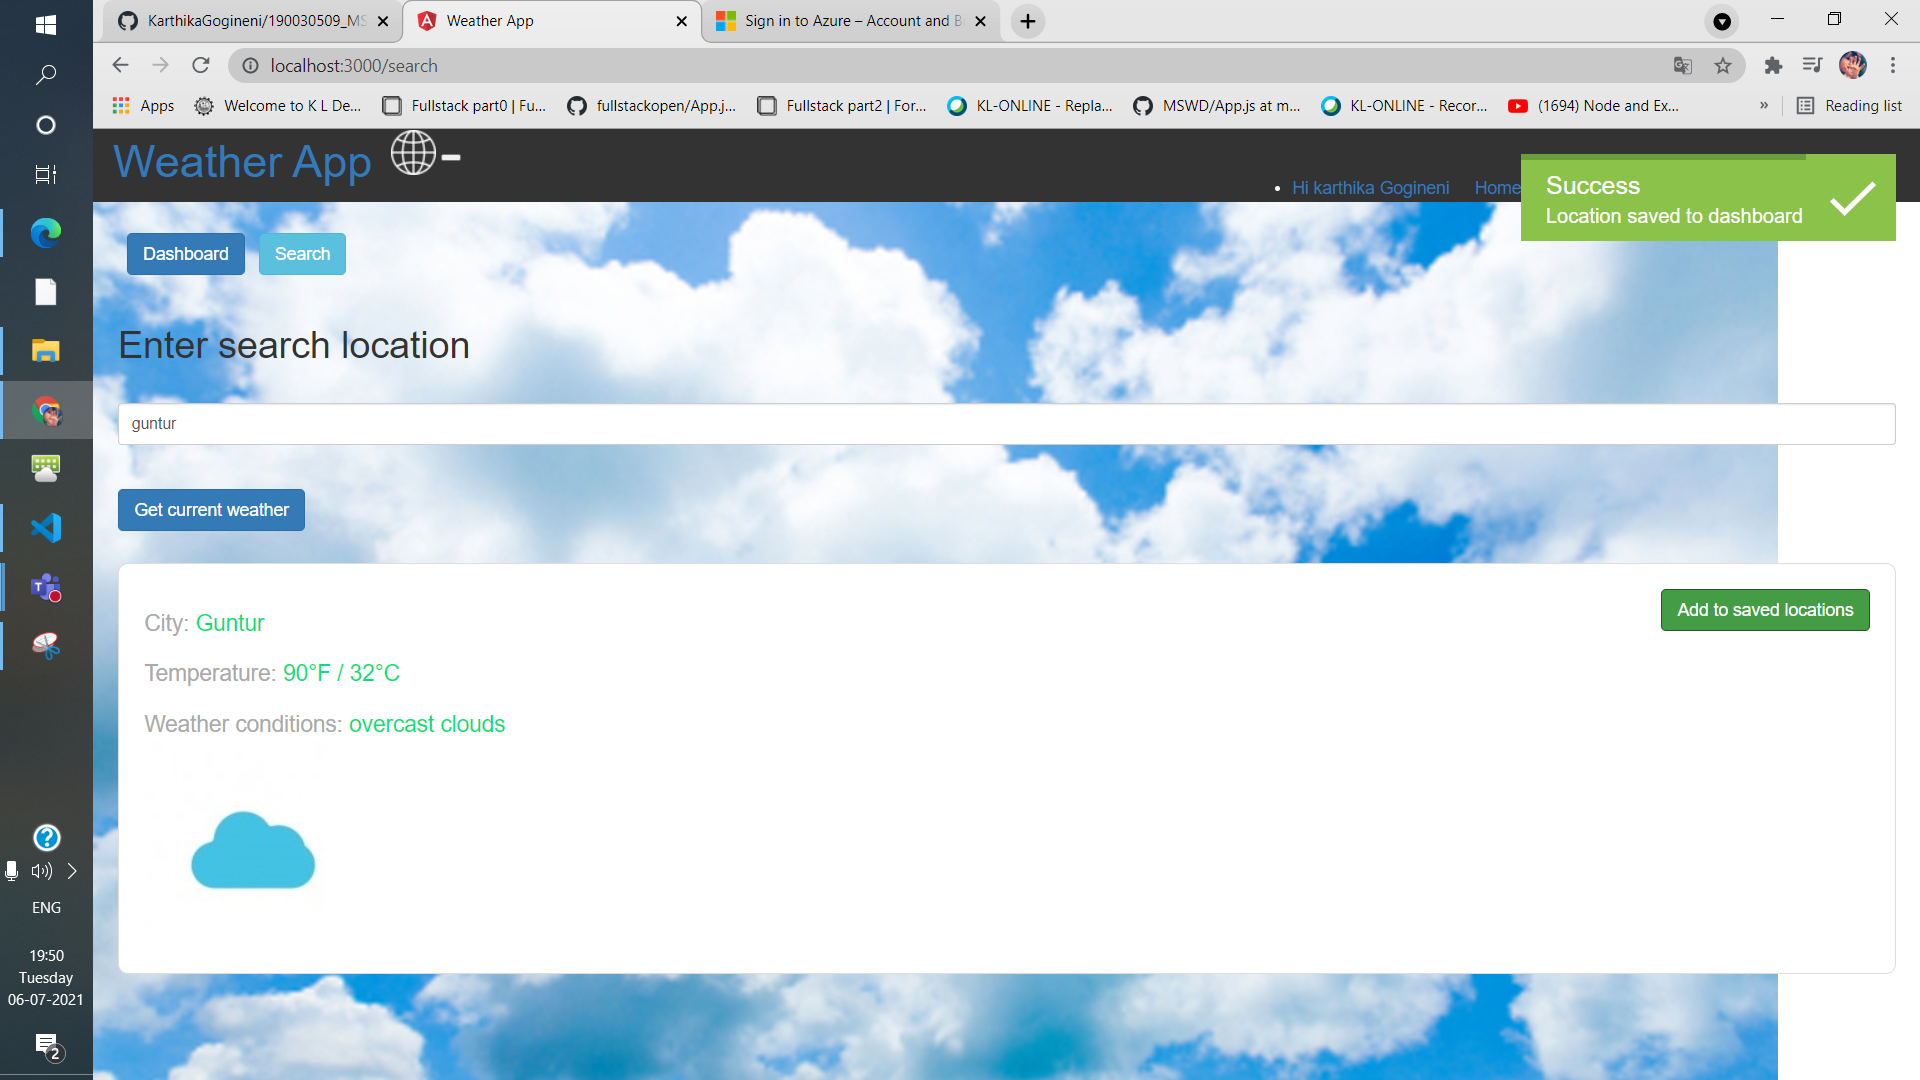 KarthikaGogineni/190030509_MS
Weather App
Sign in to Azure – Account and B
localhost:3000/search
Apps
Welcome to K L De...
Fullstack part0 | Fu...
fullstackopen/App.j...
Fullstack part2 | For...
KL-ONLINE - Repla...
MSWD/App.js at m...
KL-ONLINE - Recor...
(1694) Node and Ex...
»
Reading list
Weather App
Hi karthika Gogineni
Home
Success
Location saved to dashboard
Dashboard
Search
Enter search location
guntur
Get current weather
Add to saved locations
City: Guntur
Temperature: 90°F / 32°C
Weather conditions: overcast clouds
ENG
19:50
Tuesday
06-07-2021
2